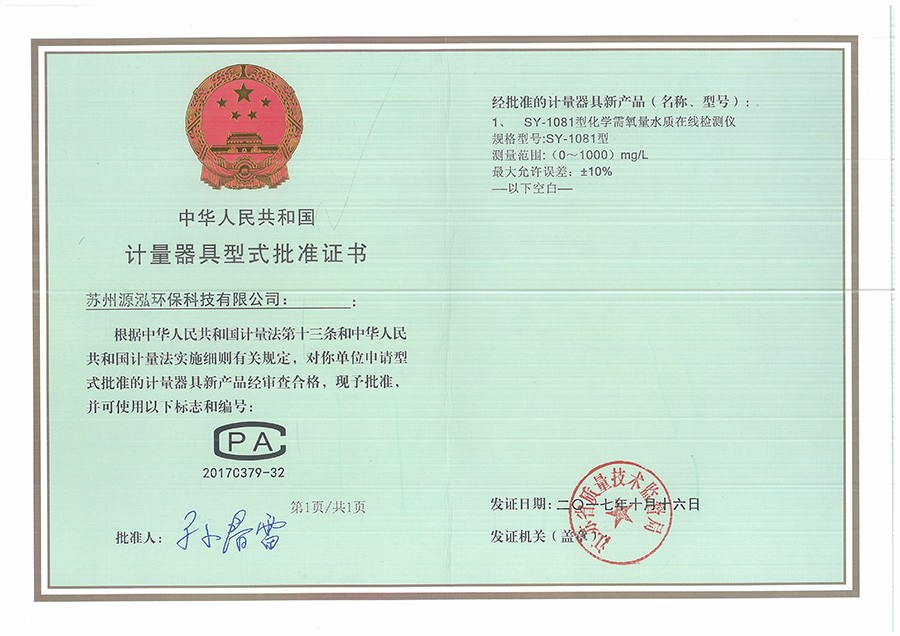 中华人民共和国
计量器具型式批准证书
苏州源泓环保科技有限公司： ：
根据中华人民共和国计量法第十三条和中华人民
共和国计量法实施细则有关规定，对你单位申请型
式批准的计量器具新产品经审查合格，现予批准，
并可使用以下标志和编号：
CPA
2017C379-32
第1页/共1页
批准人：
经批准的计量器具新产品（名称、型号）：
1、 SY-1081型化学需氧量水质在线检测仪
规格型号:SY-1081型
测量范围:（0～1000）mg/L
最大允许误差：±10%
—以下空白—
发证日期:二〇一七年十月十六日
发证机关（盖章）
江苏省质量技术监督局